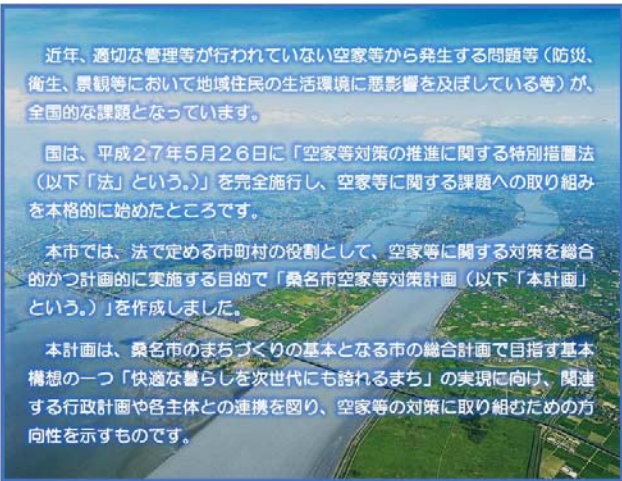 近年、適切な管理等が行われていない空家等から発生する問題等(防災、
衛生、景観等において地域住民の生活環境に悪影響を及ぼしている等)が、
全国的な課題となっています。
国は、平成27年5月26日に「空家等対策の推進に関する特別措置法
(以下「法」という。)」を完全施行し、空家等に関する課題への取り組み
を本格的に始めたところです。
本市では、法で定める市町村の役割として、空家等に関する対策を総合
的かつ計画的に実施する目的で「桑名市空家等対策計画(以下「本計画」
という。)」を作成しました。
本計画は、桑名市のまちづくりの基本となる市の総合計画で目指す基本
構想の一つ「快適な暮らしを次世代にも誇れるまち」の実現に向け、関連
する行政計画や各主体との連携を図り、空家等の対策に取り組むための方
向性を示すものです。